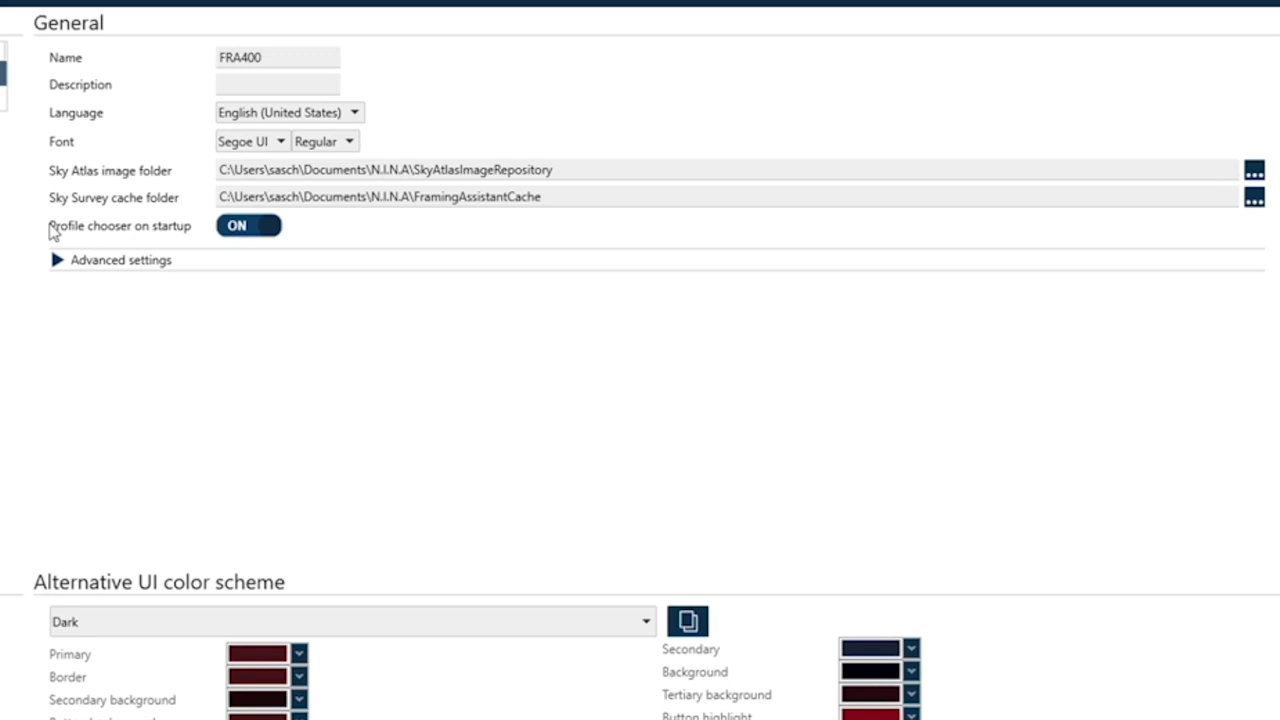 General
Name FRA400
Description
Language English (United States)
Font Segoe UI Regular
Sky Atlas image folder C:\Users\sasch\Documents\N.I.N.A\SkyAtlasImageRepository
Sky Survey cache folder C:\Users\sasch\Documents\N.I.N.A\FramingAssistantCache
Profile chooser on startup ON
Advanced settings
Alternative UI color scheme
Dark
Primary
Secondary
Border
Background
Secondary background
Tertiary background
Button highlight